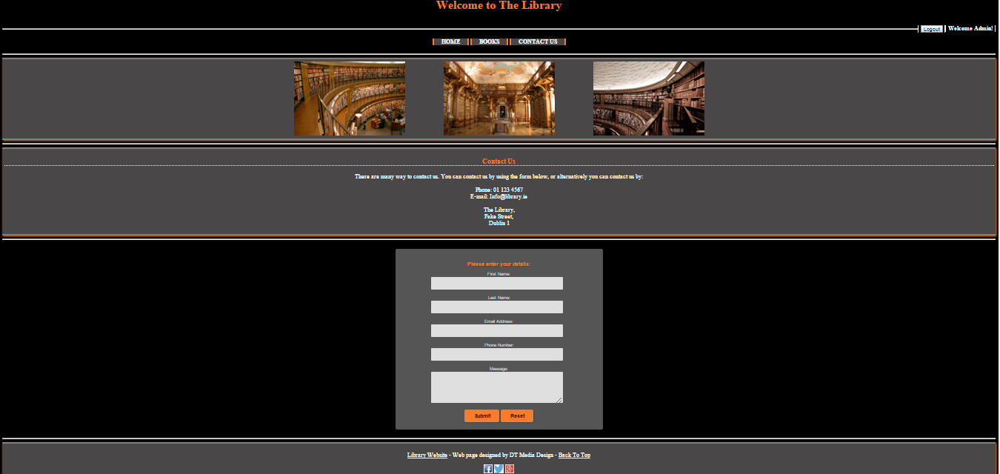 Welcome to The Library
Logout Welcome Admin!
HOME BOOKS CONTACT US
Contact Us
There are many way to contact us. You can contact us by using the form below, or alternatively you can contact us by:
Phone: 01 123 4567
E-mail: Info@library.ie
The Library,
Fake Street,
Dublin 1
Please enter your details:
First Name:
Last Name:
Email Address:
Phone Number:
Message:
Submit Reset
Library Website - Web page designed by DT Media Design - Back To Top